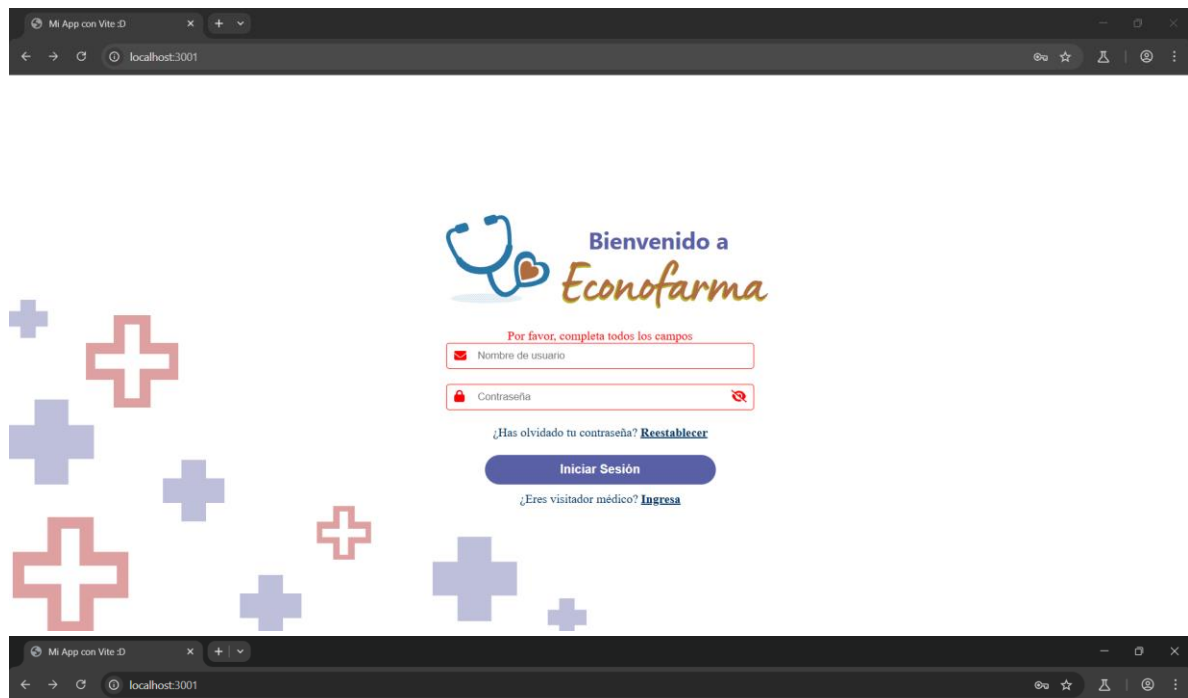 Mi App con Vite :D
localhost:3001
Bienvenido a
Econofarma
Por favor, completa todos los campos
Nombre de usuario
Contraseña
¿Has olvidado tu contraseña? Reestablecer
Iniciar Sesión
¿Eres visitador médico? Ingresa
Mi App con Vite :D
localhost:3001